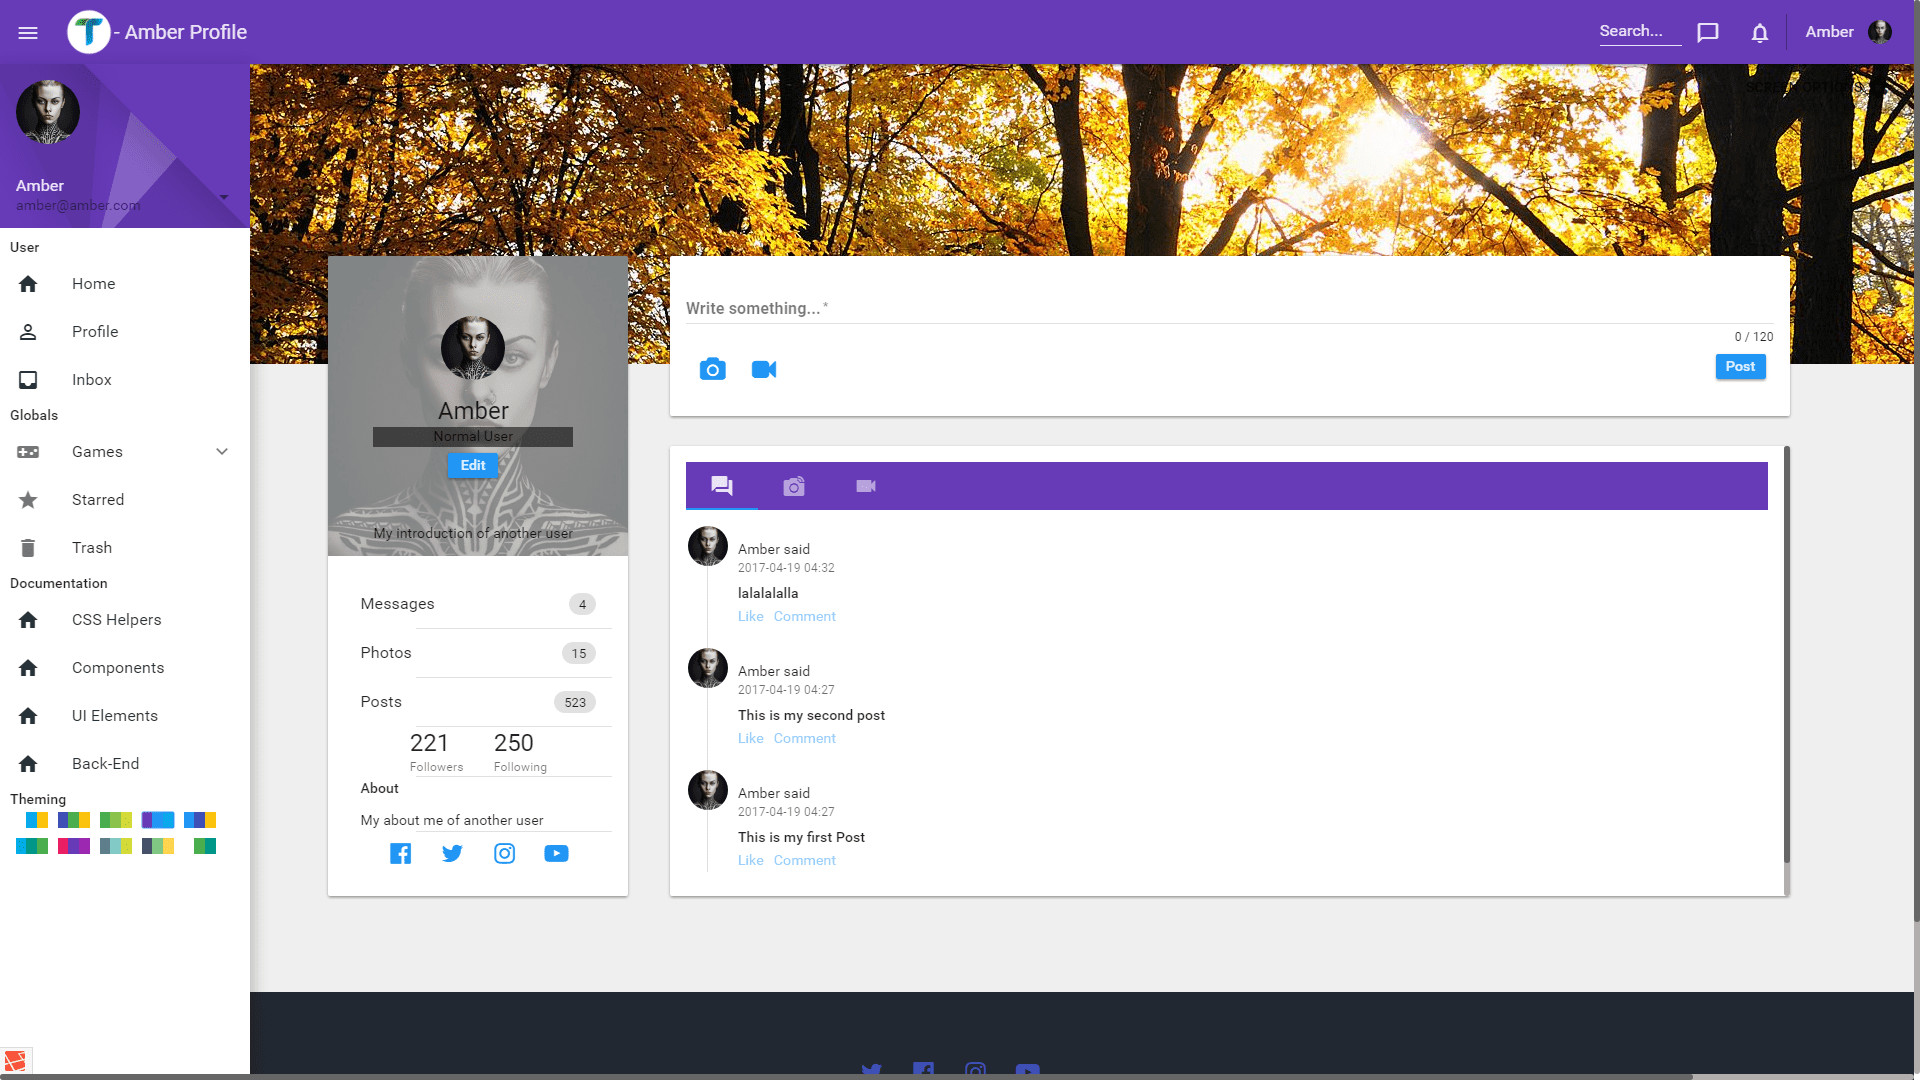 T - Amber Profile
Search...
Amber
SCREEN OPTIONS
Amber
amber@amber.com
User
Home
Profile
Inbox
Globals
Games
Starred
Trash
Documentation
CSS Helpers
Components
UI Elements
Back-End
Theming
Amber
Normal User
Edit
My introduction of another user
Messages 4
Photos 15
Posts 523
221 250
Followers Following
About
My about me of another user
Write something... *
0 / 120
Post
Amber said
2017-04-19 04:32
lalalalalla
Like Comment
Amber said
2017-04-19 04:27
This is my second post
Like Comment
Amber said
2017-04-19 04:27
This is my first Post
Like Comment